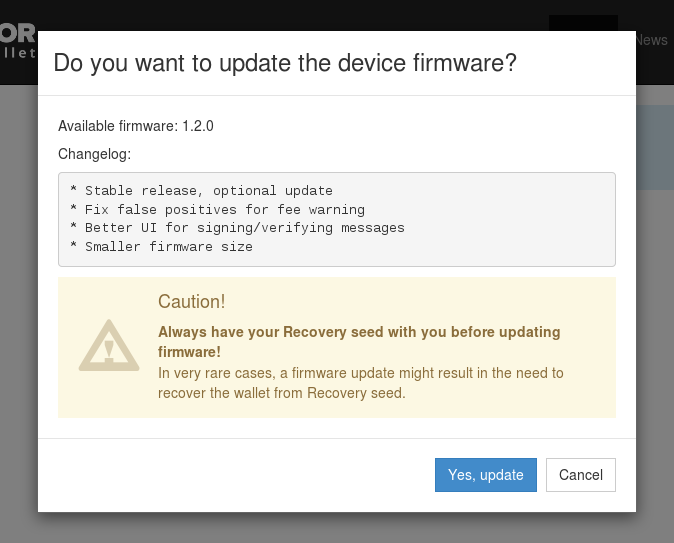 OR
llet
News
Do you want to update the device firmware?
Available firmware: 1.2.0
Changelog:
* Stable release, optional update
* Fix false positives for fee warning
* Better UI for signing/verifying messages
* Smaller firmware size
Caution!
Always have your Recovery seed with you before updating
firmware!
In very rare cases, a firmware update might result in the need to
recover the wallet from Recovery seed.
Yes, update
Cancel